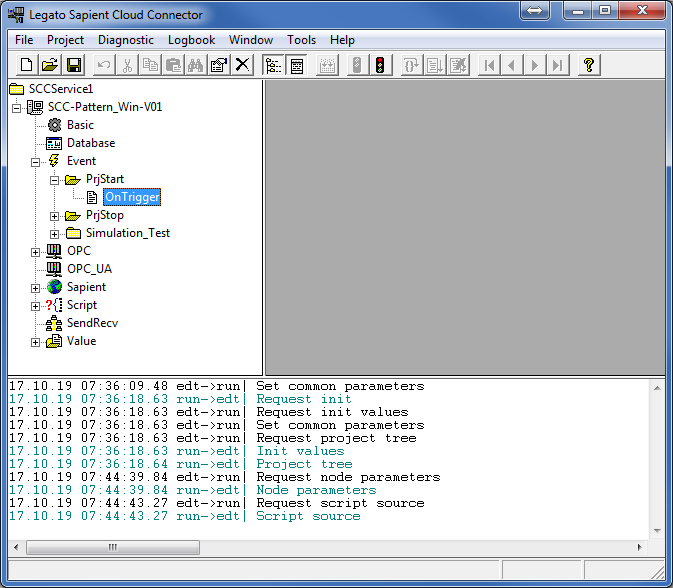 Legato Sapient Cloud Connector
File Project Diagnostic Logbook Window Tools Help
SCCService1
SCC-Pattern_Win-V01
Basic
Database
Event
PrjStart
OnTrigger
PrjStop
Simulation_Test
OPC
OPC_UA
Sapient
Script
SendRecv
Value
17.10.19 07:36:09.48 edt->run| Set common parameters
17.10.19 07:36:18.63 run->edt| Request init
17.10.19 07:36:18.63 edt->run| Request init values
17.10.19 07:36:18.63 edt->run| Set common parameters
17.10.19 07:36:18.63 edt->run| Request project tree
17.10.19 07:36:18.63 run->edt| Init values
17.10.19 07:36:18.64 run->edt| Project tree
17.10.19 07:44:39.84 edt->run| Request node parameters
17.10.19 07:44:39.84 run->edt| Node parameters
17.10.19 07:44:43.27 edt->run| Request script source
17.10.19 07:44:43.27 run->edt| Script source